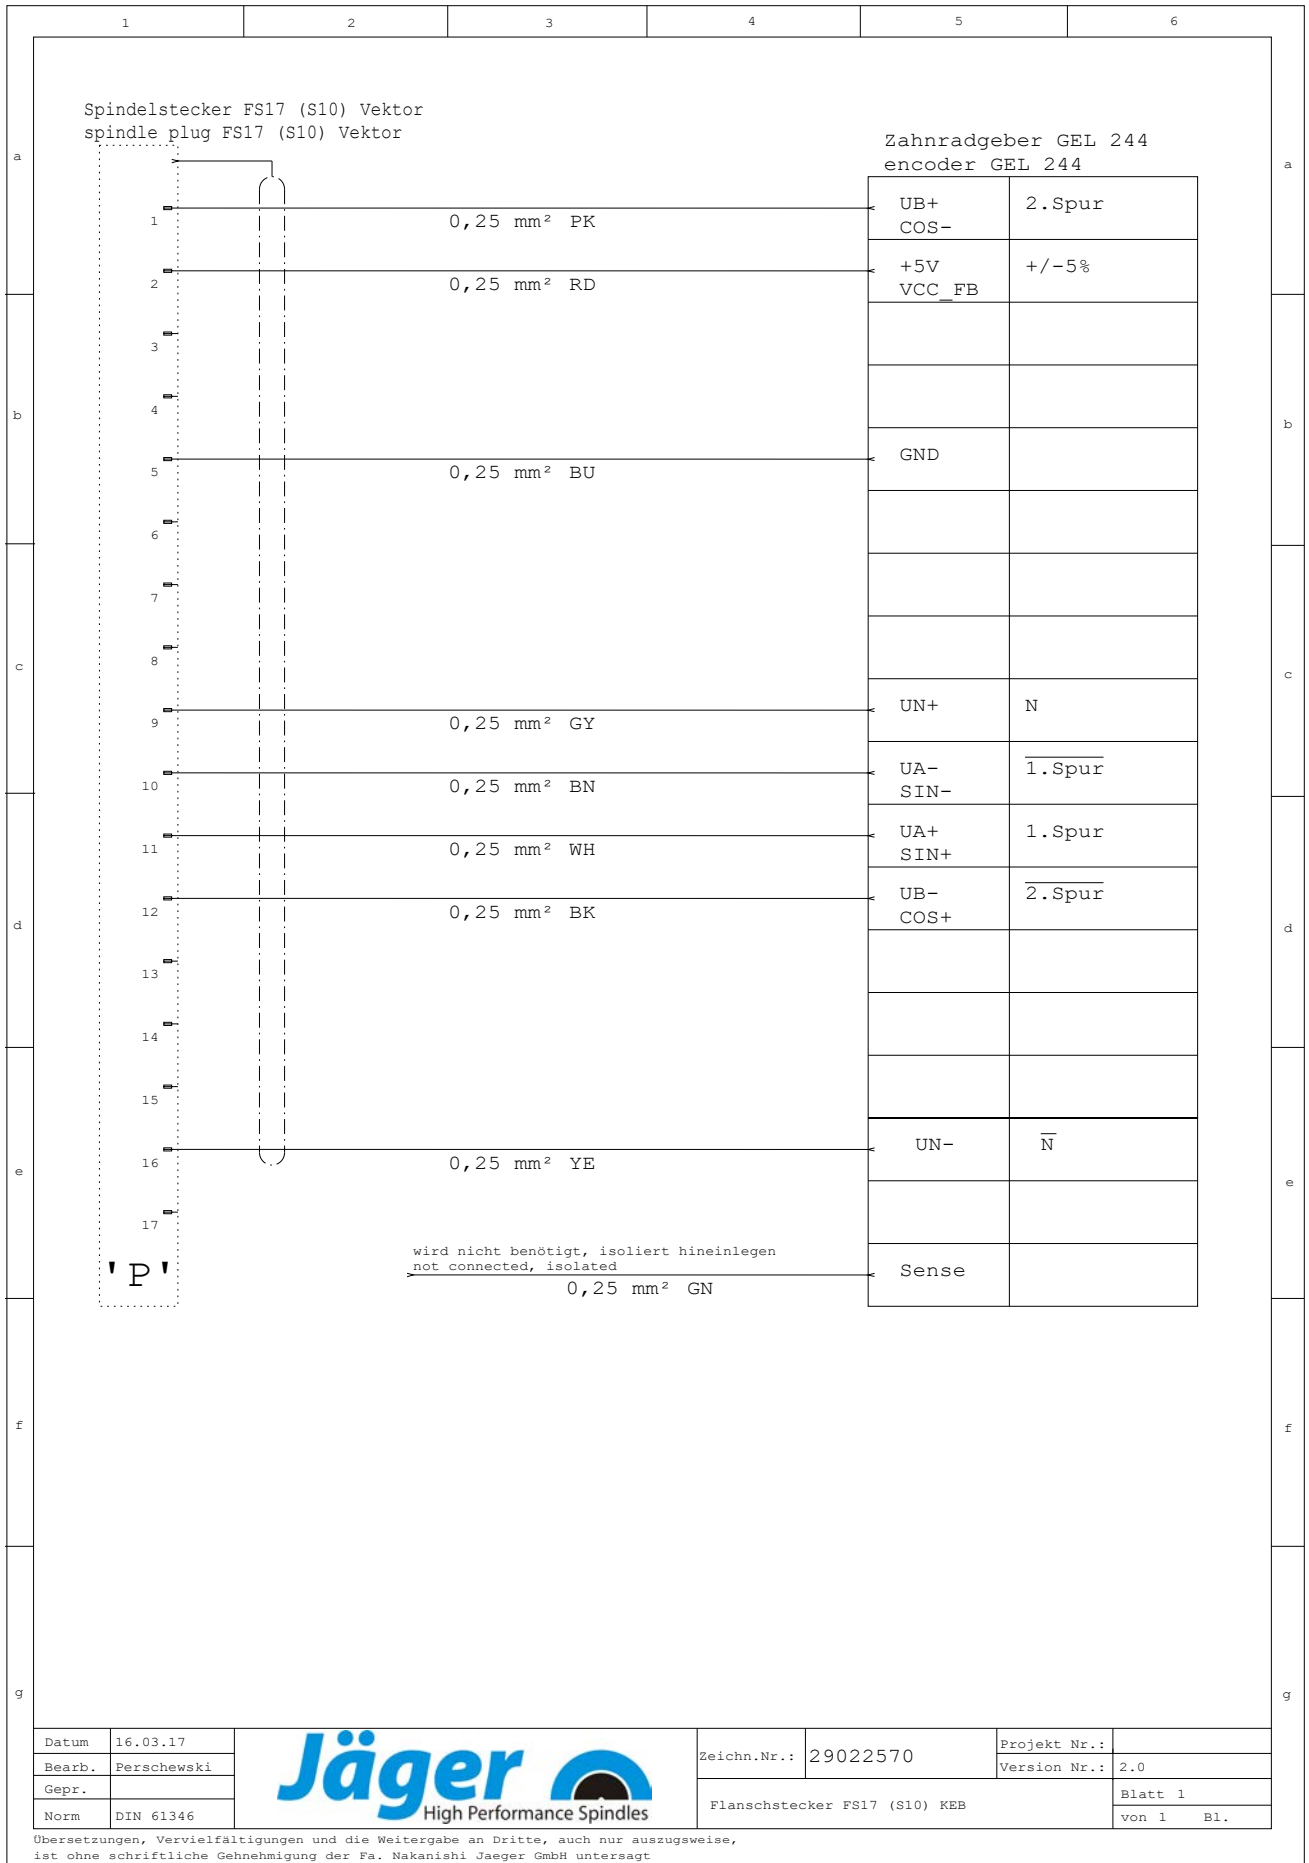 1 2 3 4 5 6
Spindelstecker FS17 (S10) Vektor
spindle plug FS17 (S10) Vektor
Zahnradgeber GEL 244
encoder GEL 244
a a
1 0,25 mm² PK UB+ 2.Spur
COS-
2 0,25 mm² RD +5V +/-5%
VCC_FB
3
4
b b
5 0,25 mm² BU GND
6
7
8
c c
9 0,25 mm² GY UN+ N
10 0,25 mm² BN UA- 1.Spur
SIN-
11 0,25 mm² WH UA+ 1.Spur
SIN+
12 0,25 mm² BK UB- 2.Spur
COS+
d d
13
14
15
16 0,25 mm² YE UN- N
e e
17
'P'
wird nicht benötigt, isoliert hineinlegen
not connected, isolated
0,25 mm² GN Sense
f f
g g
Datum 16.03.17
Bearb. Perschewski
Gepr.
Norm DIN 61346
Jäger
High Performance Spindles
Zeichn.Nr.: 29022570
Flanschstecker FS17 (S10) KEB
Projekt Nr.:
Version Nr.: 2.0
Blatt 1
von 1 Bl.
Übersetzungen, Vervielfältigungen und die Weitergabe an Dritte, auch nur auszugsweise,
ist ohne schriftliche Gehnehmigung der Fa. Nakanishi Jaeger GmbH untersagt